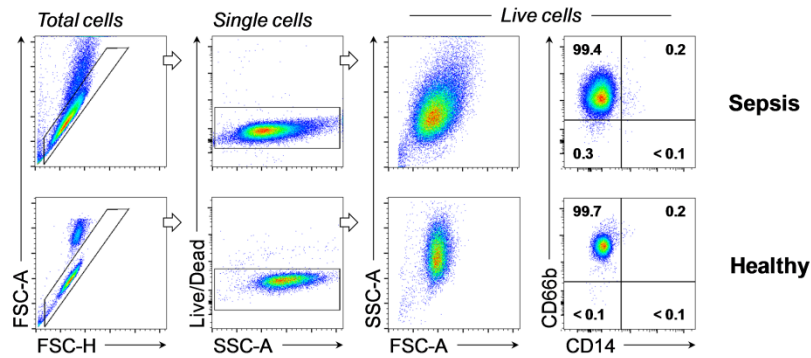 Total cells
Single cells
Live cells
99.4
0.2
0.3
< 0.1
Sepsis
99.7
0.2
< 0.1
< 0.1
Healthy
FSC-A
Live/Dead
SSC-A
CD66b
FSC-H
SSC-A
FSC-A
CD14